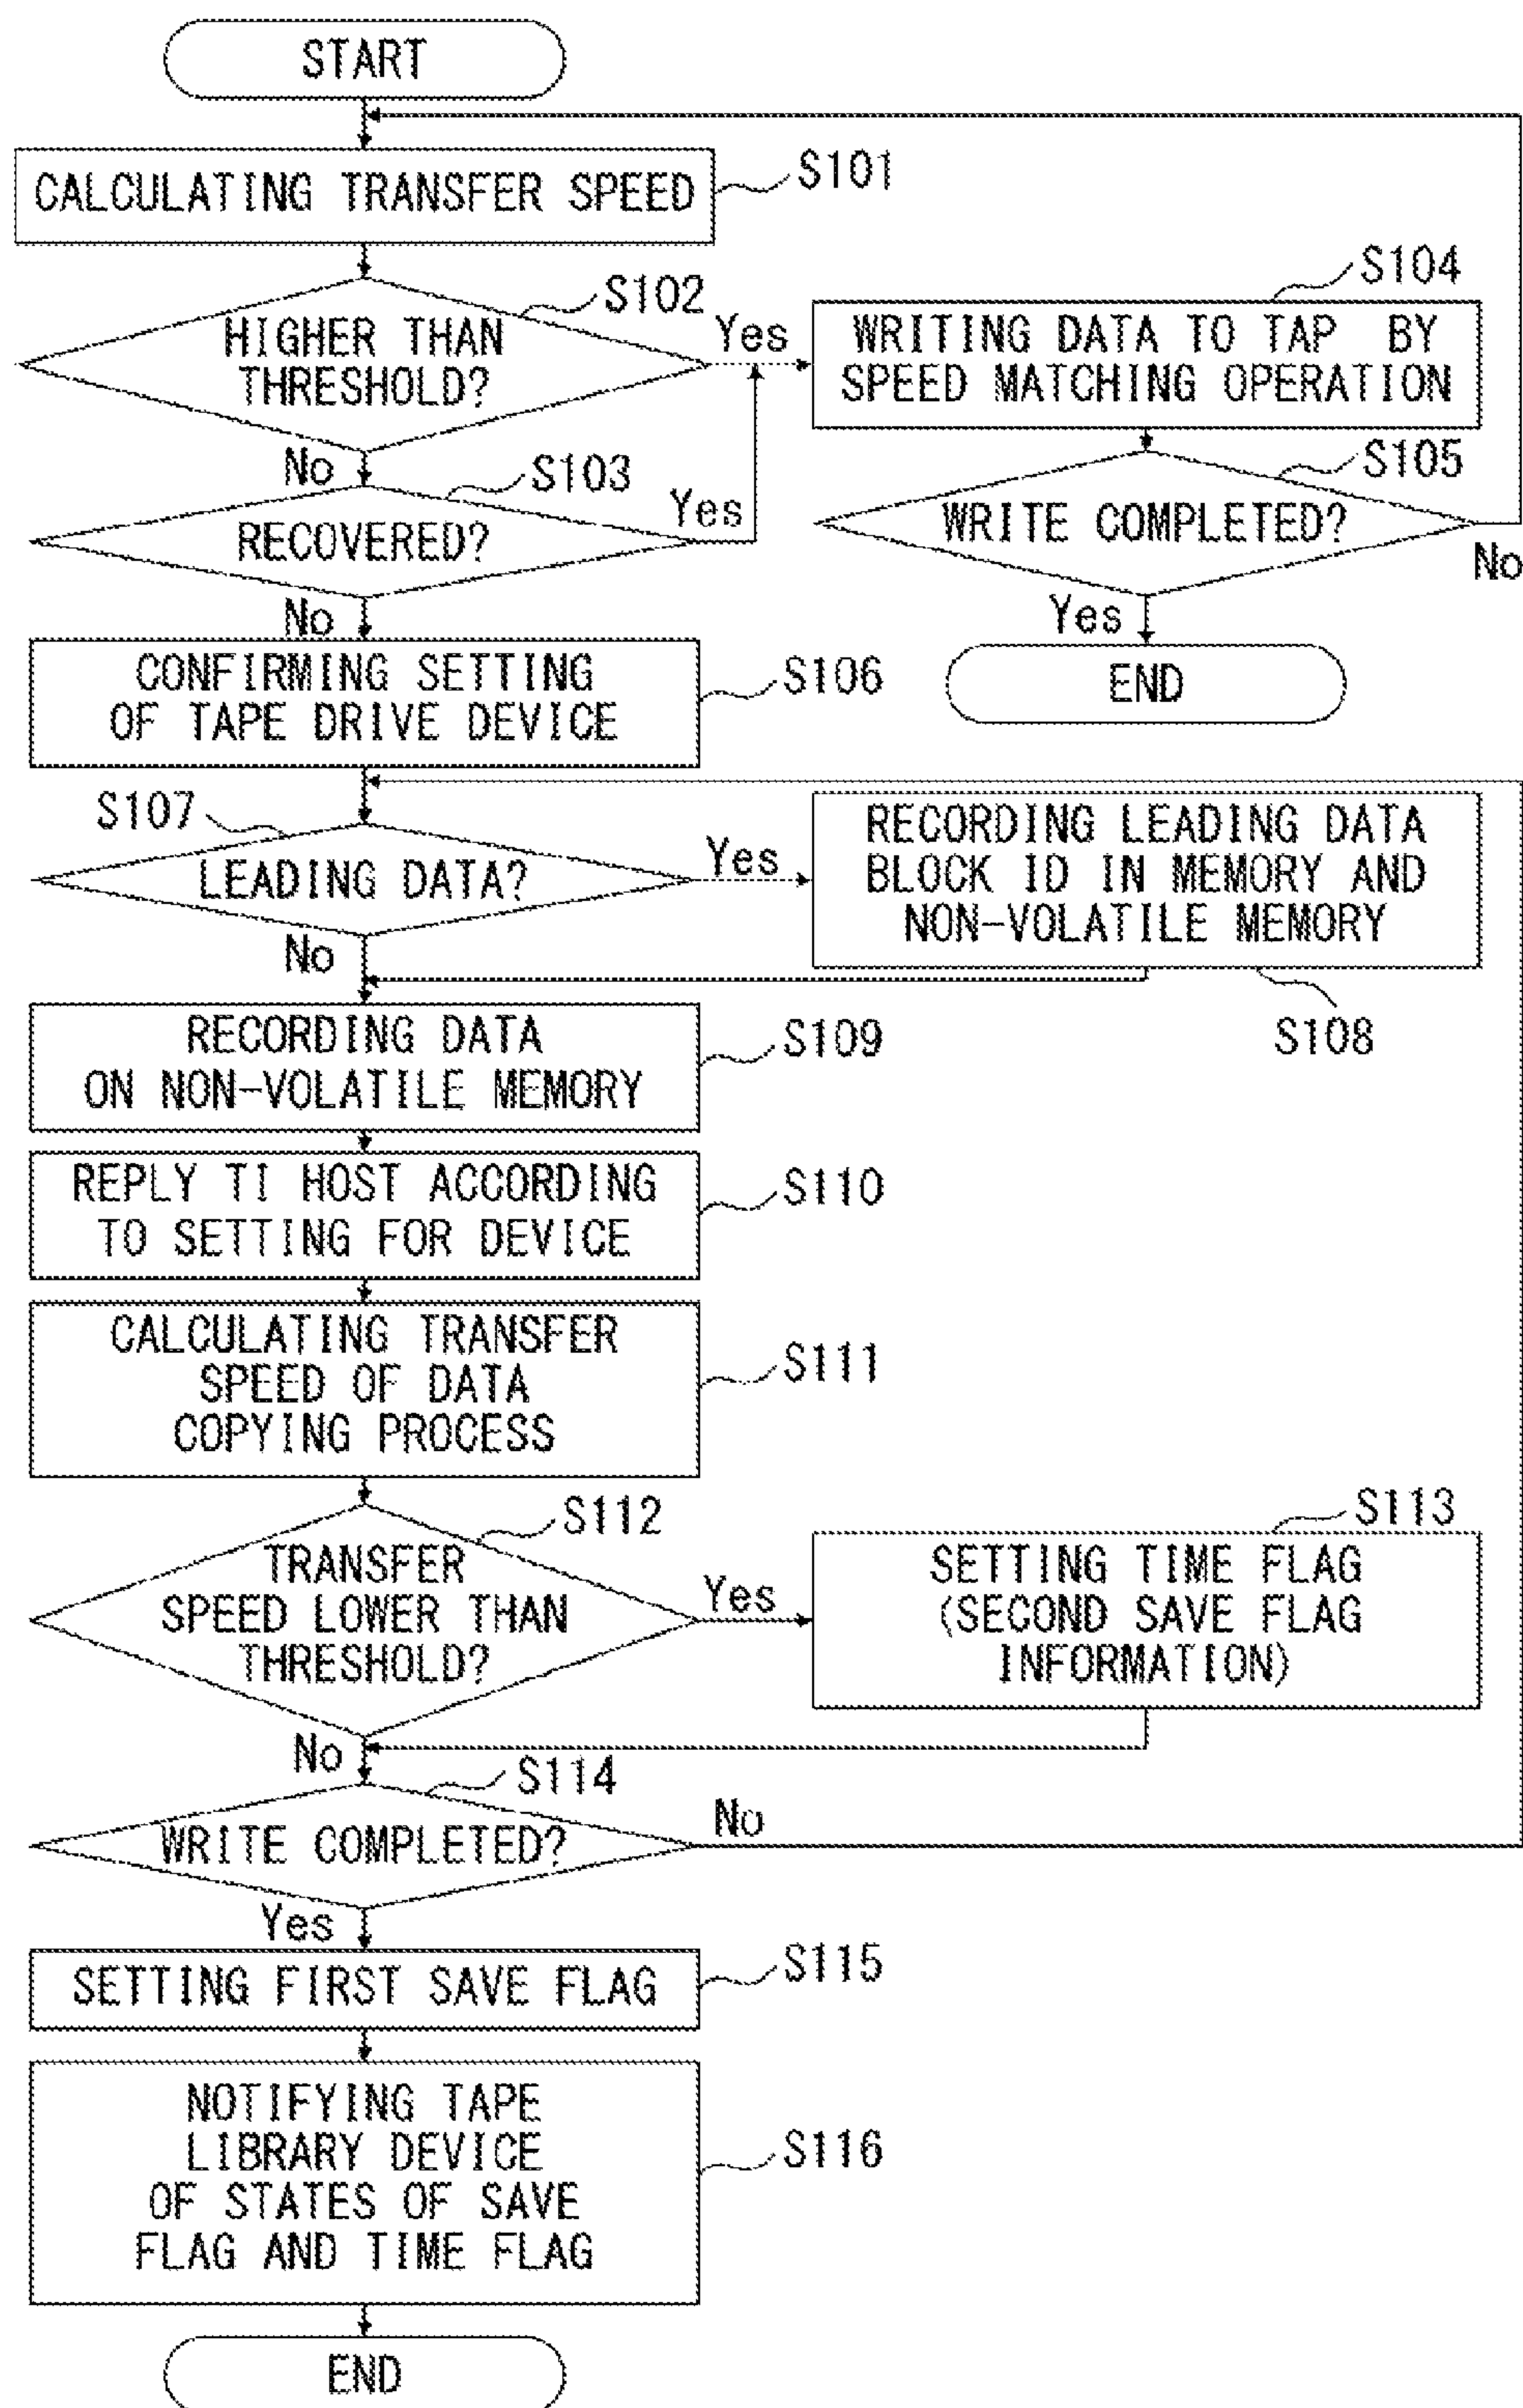 START
CALCULATING TRANSFER SPEED
S101
HIGHER THAN
THRESHOLD?
S102
Yes
No
WRITING DATA TO TAP BY
SPEED MATCHING OPERATION
S104
RECOVERED?
S103
Yes
No
WRITE COMPLETED?
S105
No
Yes
END
CONFIRMING SETTING
OF TAPE DRIVE DEVICE
S106
S107
LEADING DATA?
Yes
No
RECORDING LEADING DATA
BLOCK ID IN MEMORY AND
NON-VOLATILE MEMORY
S108
RECORDING DATA
ON NON-VOLATILE MEMORY
S109
REPLY TI HOST ACCORDING
TO SETTING FOR DEVICE
S110
CALCULATING TRANSFER
SPEED OF DATA
COPYING PROCESS
S111
S112
TRANSFER
SPEED LOWER THAN
THRESHOLD?
Yes
No
S113
SETTING TIME FLAG
(SECOND SAVE FLAG
INFORMATION)
S114
WRITE COMPLETED?
No
Yes
SETTING FIRST SAVE FLAG
S115
NOTIFYING TAPE
LIBRARY DEVICE
OF STATES OF SAVE
FLAG AND TIME FLAG
S116
END